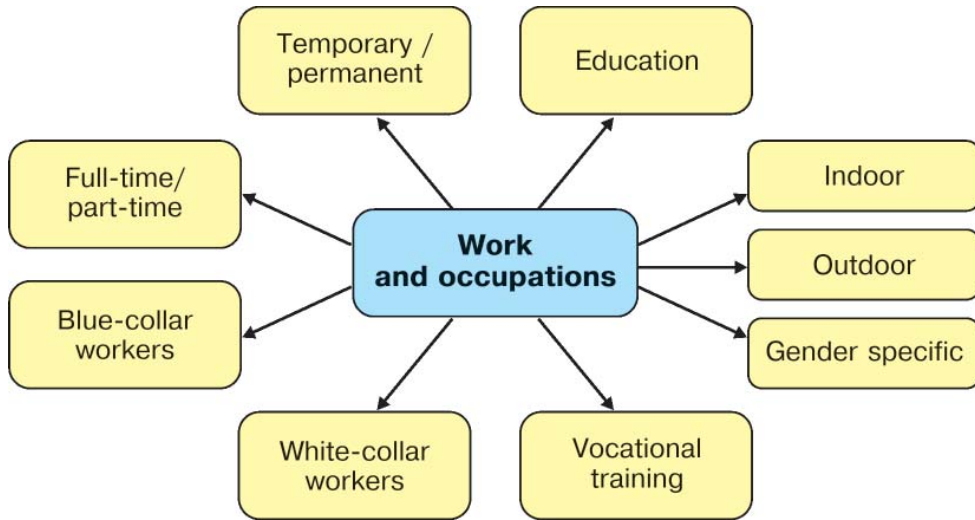 Temporary /
permanent
Education
Full-time/
part-time
Indoor
Work
and occupations
Outdoor
Blue-collar
workers
Gender specific
White-collar
workers
Vocational
training